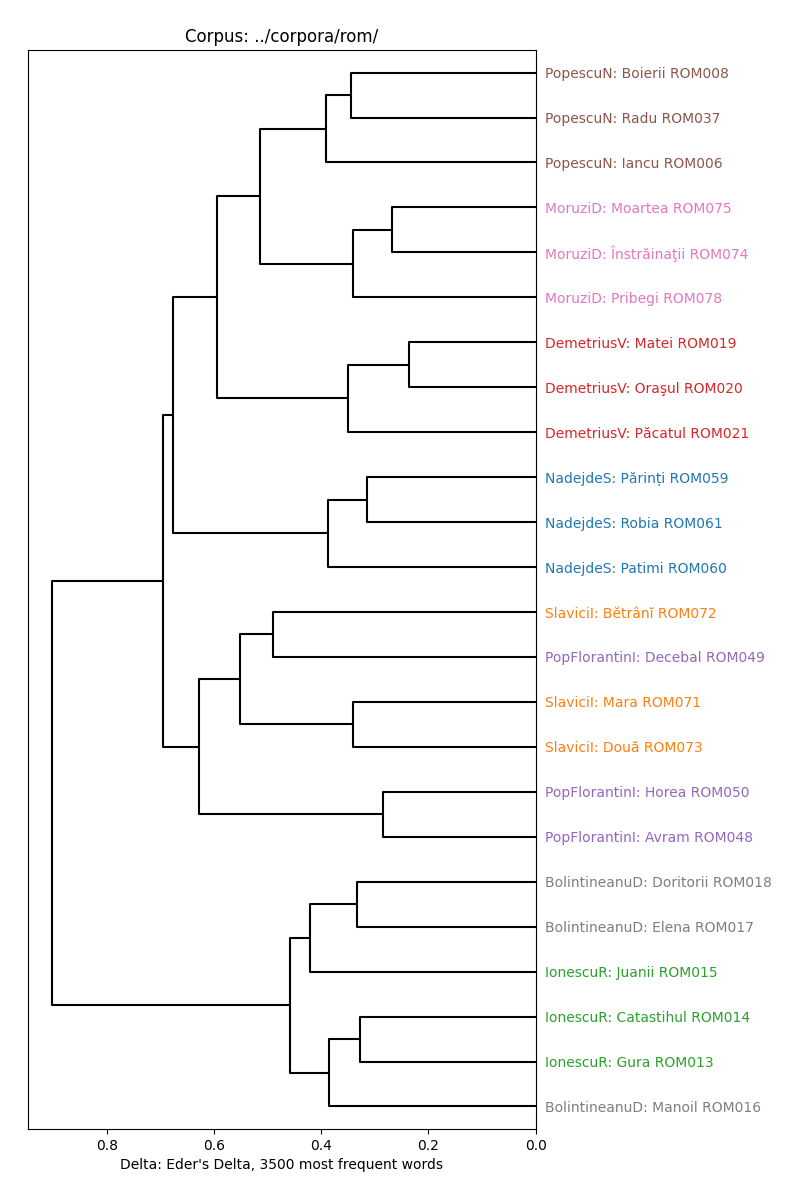 Corpus: ../corpora/rom/
PopescuN: Boierii ROM008
PopescuN: Radu ROM037
PopescuN: Iancu ROM006
MoruziD: Moartea ROM075
MoruziD: Înstrăinaţii ROM074
MoruziD: Pribegi ROM078
DemetriusV: Matei ROM019
DemetriusV: Oraşul ROM020
DemetriusV: Păcatul ROM021
NadejdeS: Părinți ROM059
NadejdeS: Robia ROM061
NadejdeS: Patimi ROM060
SlaviciI: Bĕtrânĭ ROM072
PopFlorantinI: Decebal ROM049
SlaviciI: Mara ROM071
SlaviciI: Două ROM073
PopFlorantinI: Horea ROM050
PopFlorantinI: Avram ROM048
BolintineanuD: Doritorii ROM018
BolintineanuD: Elena ROM017
IonescuR: Juanii ROM015
IonescuR: Catastihul ROM014
IonescuR: Gura ROM013
BolintineanuD: Manoil ROM016
0.8 0.6 0.4 0.2 0.0
Delta: Eder's Delta, 3500 most frequent words